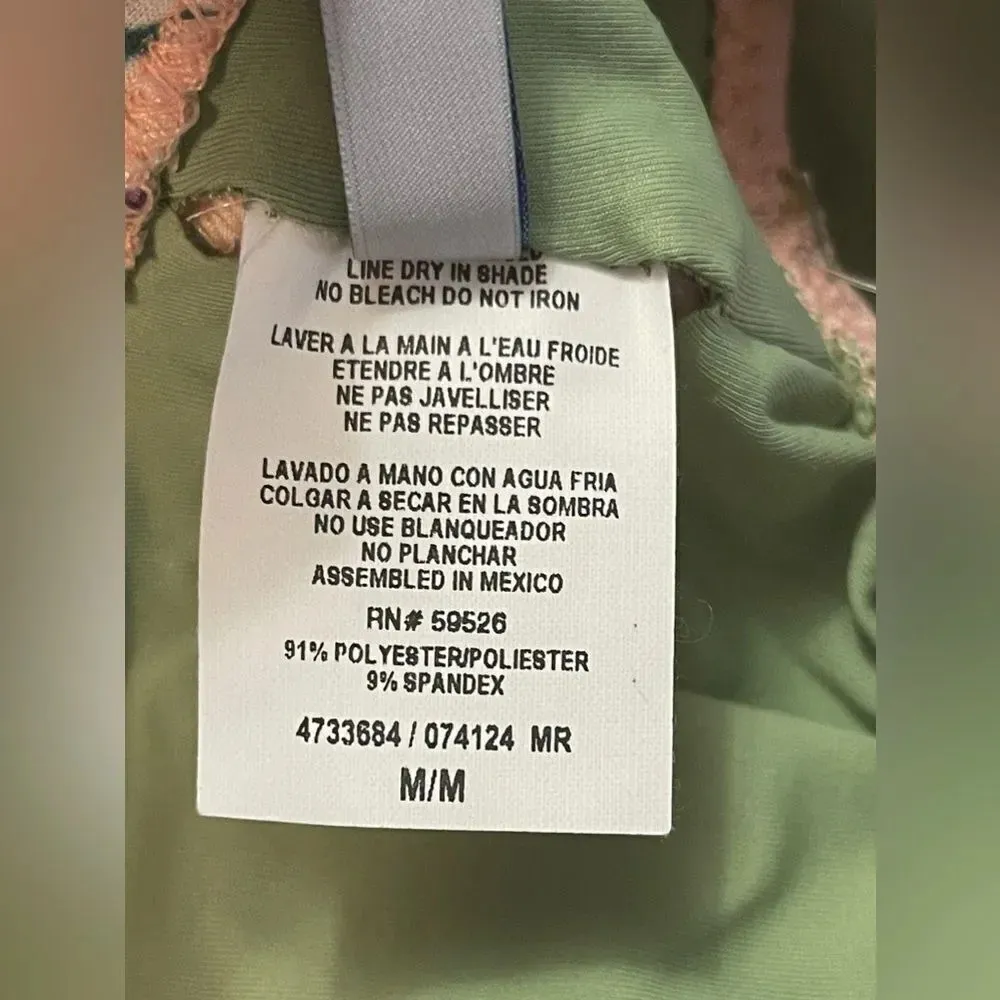 LINE DRY IN SHADE
NO BLEACH DO NOT IRON
LAVER A LA MAIN A L'EAU FROIDE
ETENDRE A L'OMBRE
NE PAS JAVELLISER
NE PAS REPASSER
LAVADO A MANO CON AGUA FRIA
COLGAR A SECAR EN LA SOMBRA
NO USE BLANQUEADOR
NO PLANCHAR
ASSEMBLED IN MEXICO
RN# 59526
91% POLYESTER/POLIESTER
9% SPANDEX
4733684 / 074124 MR
M/M